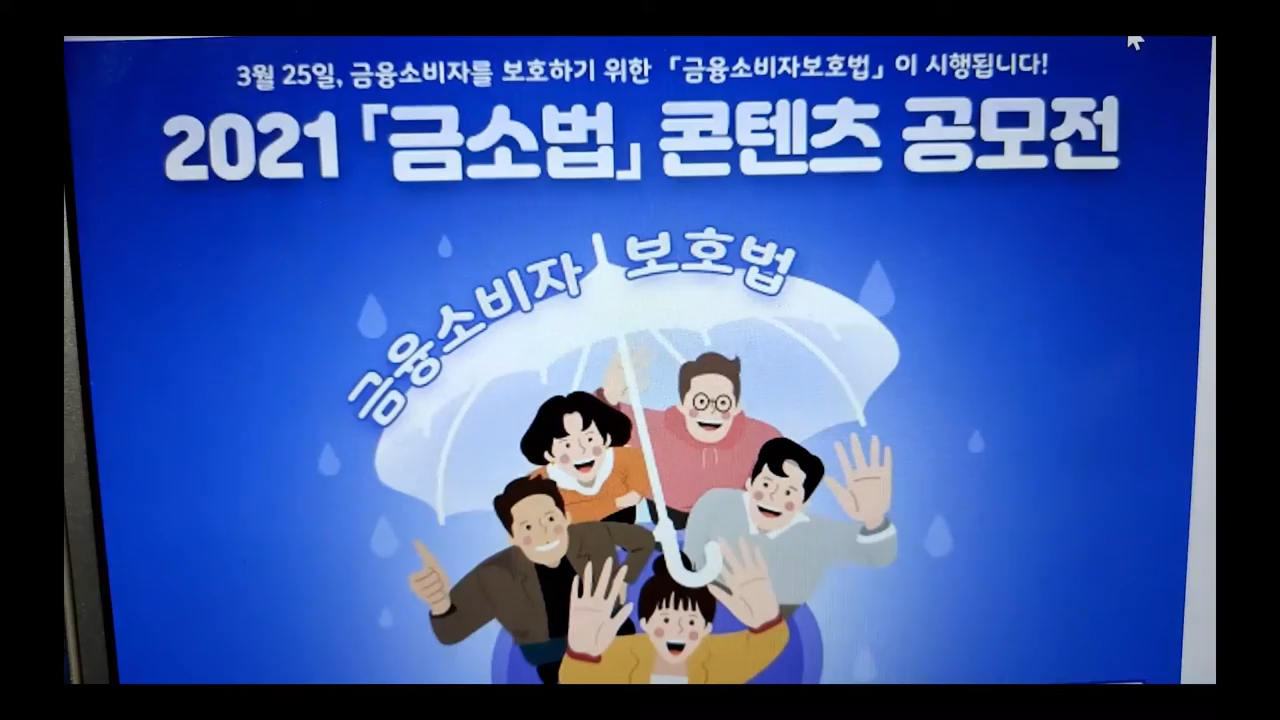 3월 25일, 금융소비자를 보호하기 위한 「금융소비자보호법」이 시행됩니다!
2021 「금소법」 콘텐츠 공모전
금융소비자 보호법